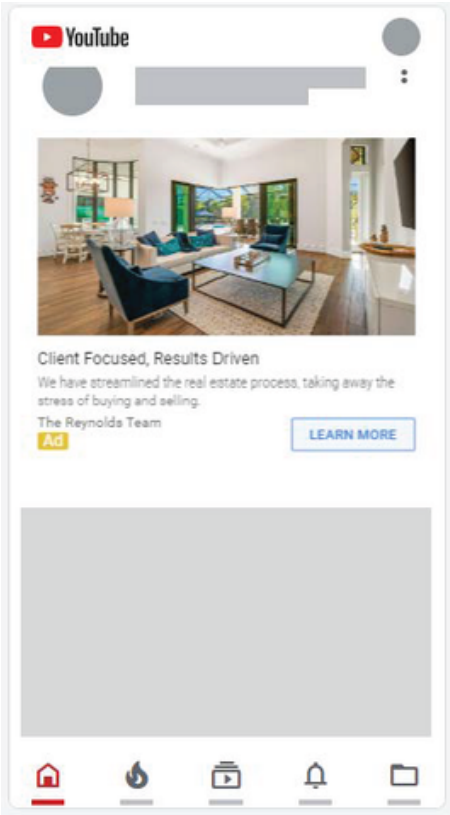 YouTube
Client Focused, Results Driven
We have streamlined the real estate process, taking away the
stress of buying and selling.
The Reynolds Team
Ad
LEARN MORE